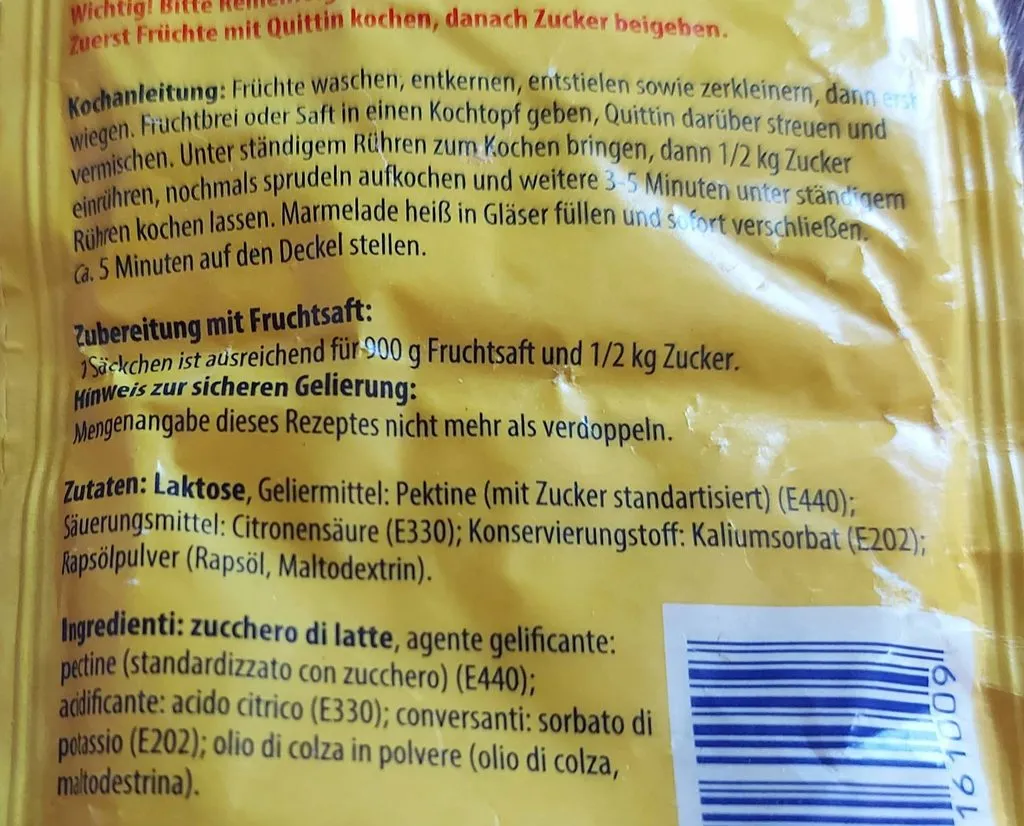 Wichtig! Bitte
Zuerst Früchte mit Quittin kochen, danach Zucker beigeben.
Kochanleitung: Früchte waschen, entkernen, entstielen sowie zerkleinern, dann erst
wiegen. Fruchtbrei oder Saft in einen Kochtopf geben, Quittin darüber streuen und
vermischen. Unter ständigem Rühren zum Kochen bringen, dann 1/2 kg Zucker
einrühren, nochmals sprudeln aufkochen und weitere 3-5 Minuten unter ständigem
Rühren kochen lassen. Marmelade heiß in Gläser füllen und sofort verschließen.
Ca. 5 Minuten auf den Deckel stellen.
Zubereitung mit Fruchtsaft:
1Säckchen ist ausreichend für 900 g Fruchtsaft und 1/2 kg Zucker.
Hinweis zur sicheren Gelierung:
Mengenangabe dieses Rezeptes nicht mehr als verdoppeln.
Zutaten: Laktose, Geliermittel: Pektine (mit Zucker standartisiert) (E440);
Säuerungsmittel: Citronensäure (E330); Konservierungstoff: Kaliumsorbat (E202);
Rapsölpulver (Rapsöl, Maltodextrin).
Ingredienti: zucchero di latte, agente gelificante:
pectine (standardizzato con zucchero) (E440);
acidificante: acido citrico (E330); conversanti: sorbato di
potassio (E202); olio di colza in polvere (olio di colza,
maltodestrina).
161009